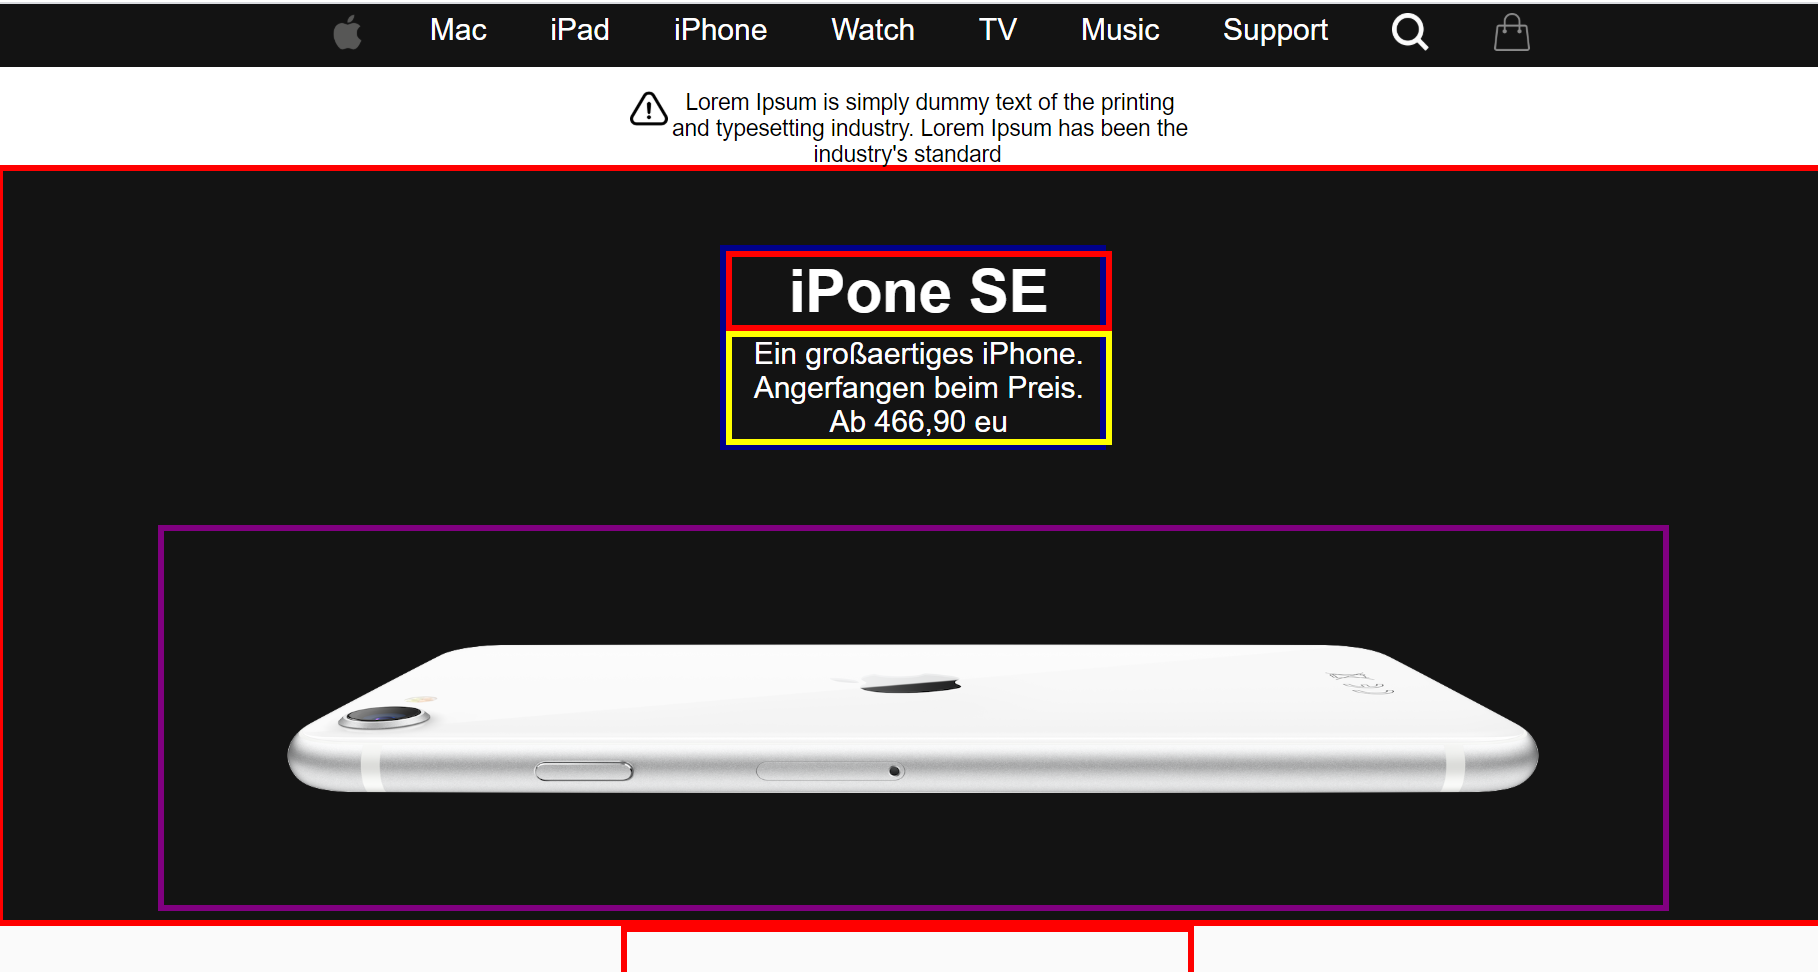 Mac iPad iPhone Watch TV Music Support
Lorem Ipsum is simply dummy text of the printing
and typesetting industry. Lorem Ipsum has been the
industry's standard
iPone SE
Ein großaertiges iPhone.
Angerfangen beim Preis.
Ab 466,90 eu